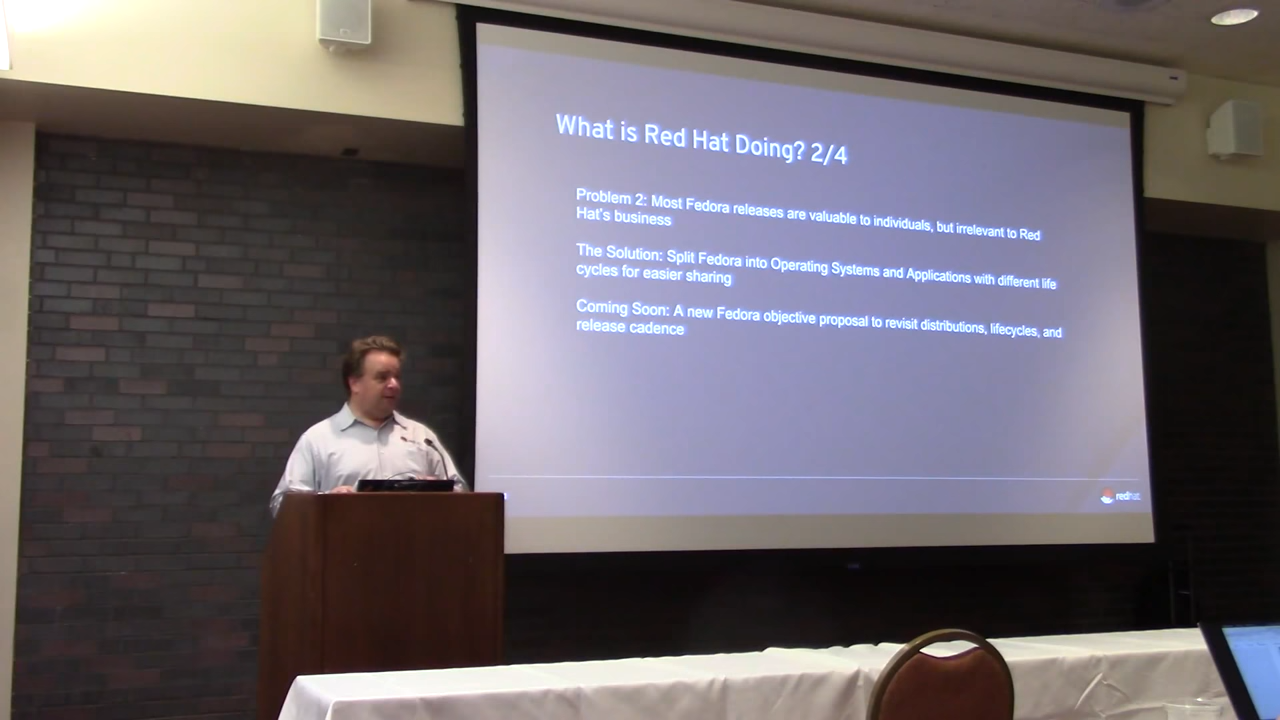 What is Red Hat Doing? 2/4
Problem 2: Most Fedora releases are valuable to individuals, but irrelevant to Red
Hat's business
The Solution: Split Fedora into Operating Systems and Applications with different life
cycles for easier sharing
Coming Soon: A new Fedora objective proposal to revisit distributions, lifecycles, and
release cadence
redhat